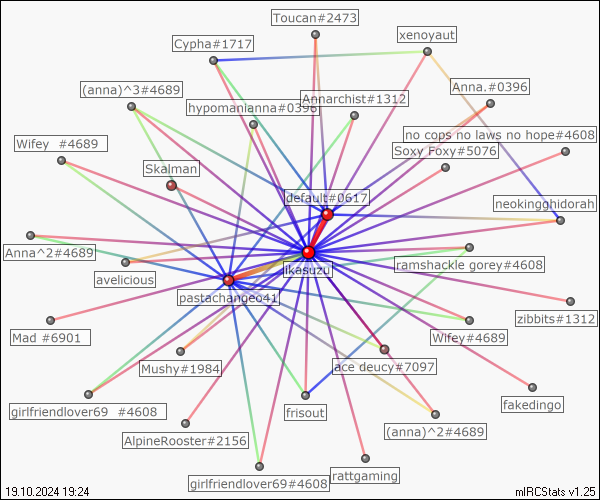 Toucan#2473
xenoyaut
Cypha#1717
(anna)^3#4689
Anna.#0396
Annarchist#1312
hypomanianna#0396
no cops no laws no hope#4608
Wifey  #4689
Soxy Foxy#5076
Skalman
default#0617
neokingghidorah
Anna^2#4689
ramshackle gorey#4608
ikasuzu
avelicious
pastachangeo41
zibbits#1312
Mad #6901
Wifey#4689
Mushy#1984
ace deucy#7097
girlfriendlover69  #4608
frisout
fakedingo
AlpineRooster#2156
(anna)^2#4689
girlfriendlover69#4608
rattgaming
19.10.2024 19:24
mIRCStats v1.25